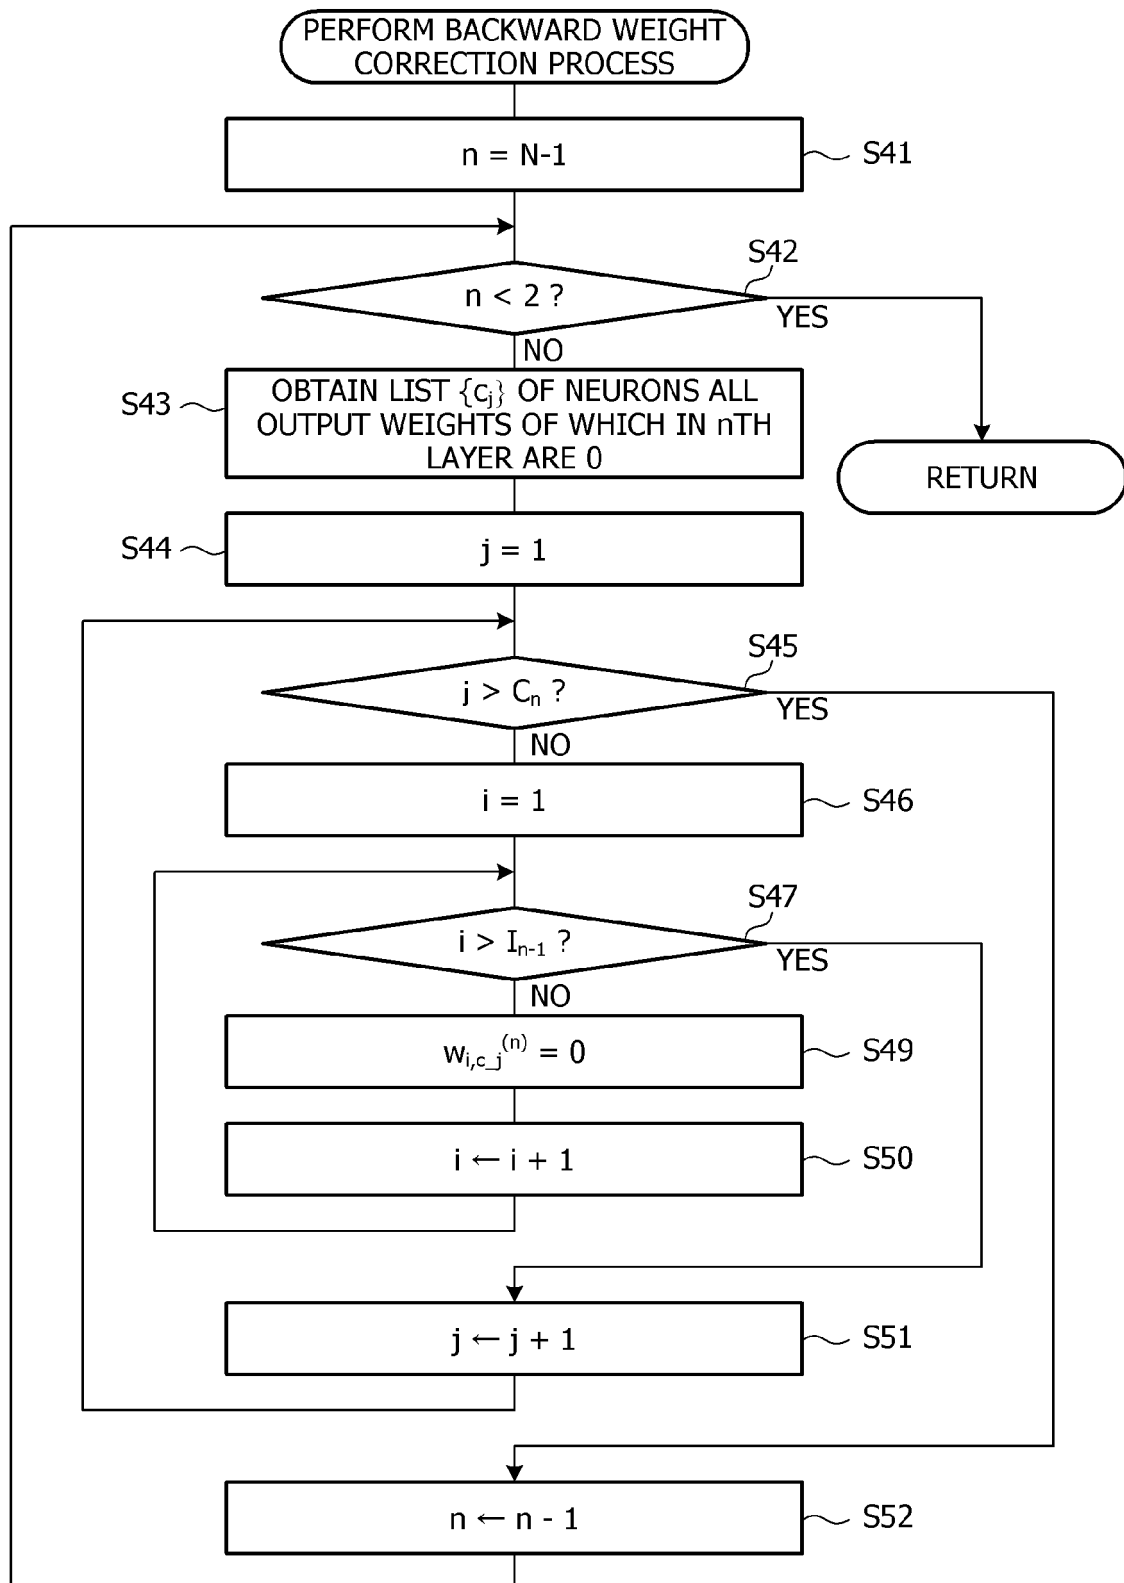 PERFORM BACKWARD WEIGHT
CORRECTION PROCESS
n = N-1
S41
S42
n < 2 ?
YES
NO
S43
OBTAIN LIST {cⱼ} OF NEURONS ALL
OUTPUT WEIGHTS OF WHICH IN nTH
LAYER ARE 0
RETURN
S44
j = 1
S45
j > Cₙ ?
YES
NO
i = 1
S46
S47
i > Iₙ₋₁ ?
YES
NO
w_{i,c_j}^{(n)} = 0
S49
i ← i + 1
S50
j ← j + 1
S51
n ← n - 1
S52